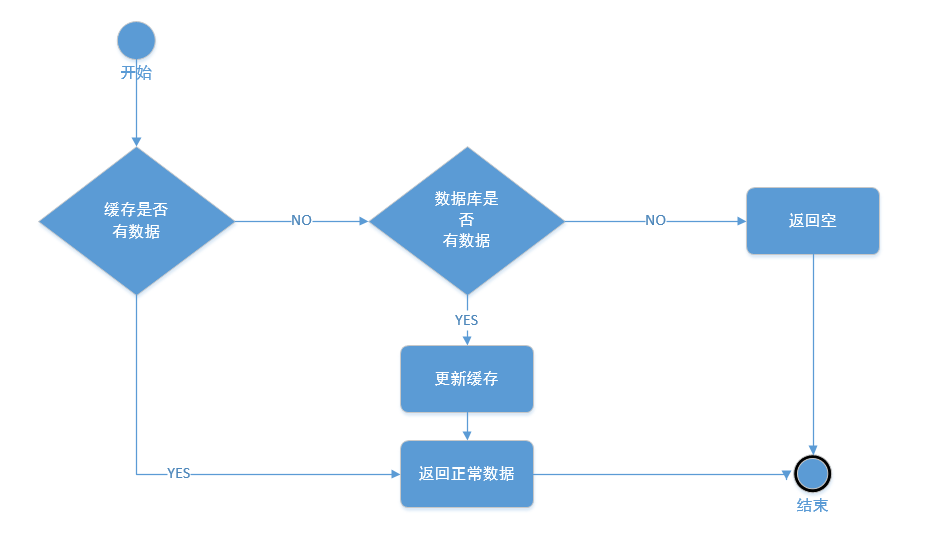 开始
缓存是否
有数据
NO
数据库是
否
有数据
NO
返回空
YES
更新缓存
YES
返回正常数据
结束